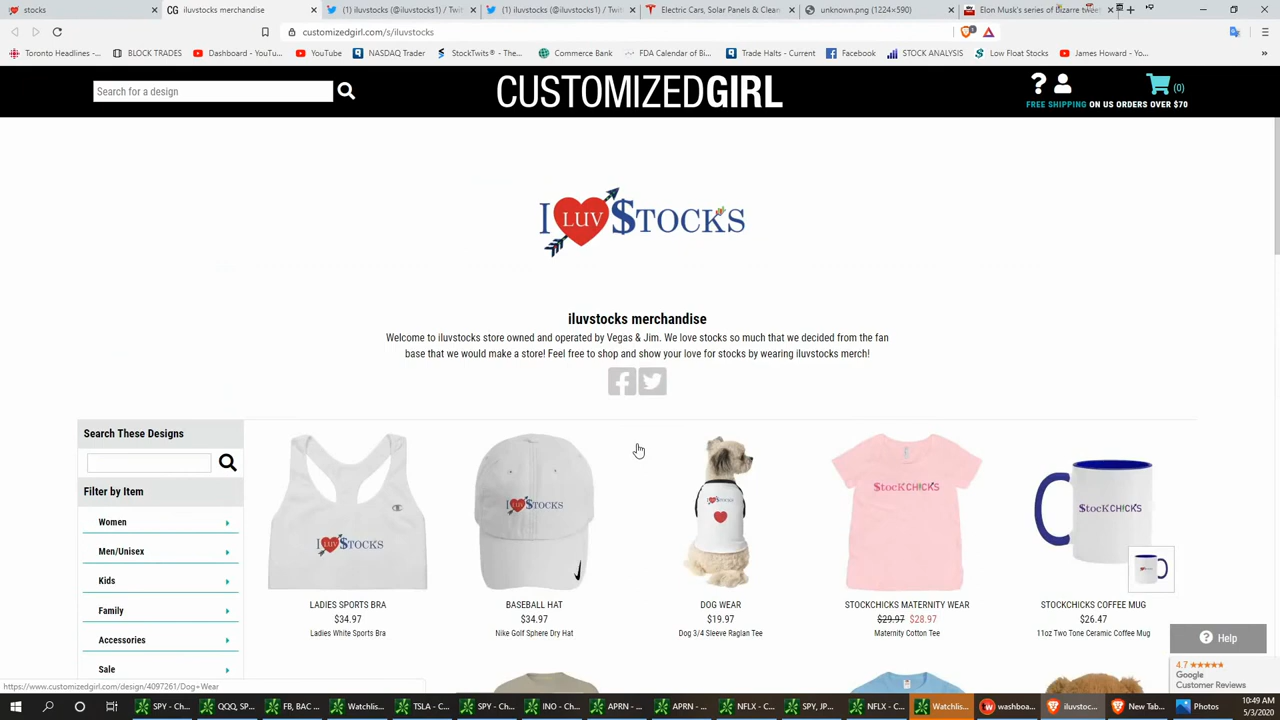 stocks
CG iluvstocks merchandise
(1) iluvstocks (@iluvstocks1) / Twitt
(1) iluvstocks (@iluvstocks1) / Twitt
Electric Cars, Solar Panels & Clean
unknown.png (1224×590)
Elon Musk's series of bizarre tweet
customizedgirl.com/s/iluvstocks
Toronto Headlines -...
BLOCK TRADES
Dashboard - YouTu...
YouTube
NASDAQ Trader
StockTwits® - The...
Commerce Bank
FDA Calendar of Bi...
Trade Halts - Current
Facebook
STOCK ANALYSIS
Low Float Stocks
James Howard - Yo...
Search for a design
CUSTOMIZEDGIRL
(0)
FREE SHIPPING ON US ORDERS OVER $70
I LUV $TOCKS
iluvstocks merchandise
Welcome to iluvstocks store owned and operated by Vegas & Jim. We love stocks so much that we decided from the fan
base that we would make a store! Feel free to shop and show your love for stocks by wearing iluvstocks merch!
Search These Designs
Filter by Item
Women
Men/Unisex
Kids
Family
Accessories
Sale
I LUV $TOCKS
I LUV $TOCKS
I LUV $TOCKS
$tocKCHICKS
$tocKCHICKS
LADIES SPORTS BRA
$34.97
Ladies White Sports Bra
BASEBALL HAT
$34.97
Nike Golf Sphere Dry Hat
DOG WEAR
$19.97
Dog 3/4 Sleeve Raglan Tee
STOCKCHICKS MATERNITY WEAR
$29.97 $28.97
Maternity Cotton Tee
STOCKCHICKS COFFEE MUG
$26.47
11oz Two Tone Ceramic Coffee Mug
Help
4.7
Google
Customer Reviews
https://www.customizedgirl.com/design/4097261/Dog+Wear
SPY - Ch...
QQQ, SP...
FB, BAC ...
Watchlis...
TSLA - C...
SPY - Ch...
INO - Ch...
APRN - ...
APRN - ...
NFLX - C...
SPY, JP...
NFLX - C...
Watchlis...
washboa...
iluvstoc...
New Tab...
Photos
10:49 AM
5/3/2020